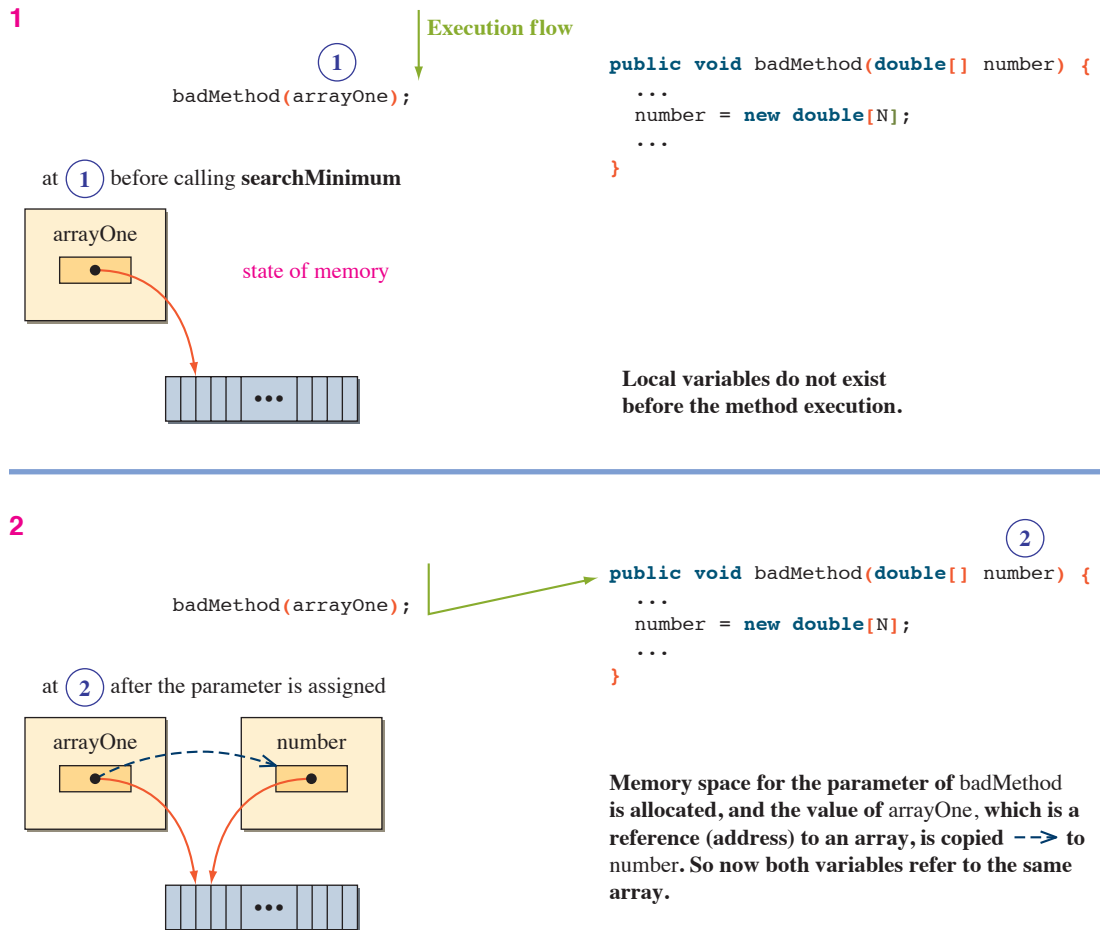 1
Execution flow
1
badMethod(arrayOne);
public void badMethod(double[] number) {
...
number = new double[N];
...
}
at 1 before calling searchMinimum
arrayOne
state of memory
•••
Local variables do not exist
before the method execution.
2
2
badMethod(arrayOne);
public void badMethod(double[] number) {
...
number = new double[N];
...
}
at 2 after the parameter is assigned
arrayOne
number
•••
Memory space for the parameter of badMethod
is allocated, and the value of arrayOne, which is a
reference (address) to an array, is copied --> to
number. So now both variables refer to the same
array.